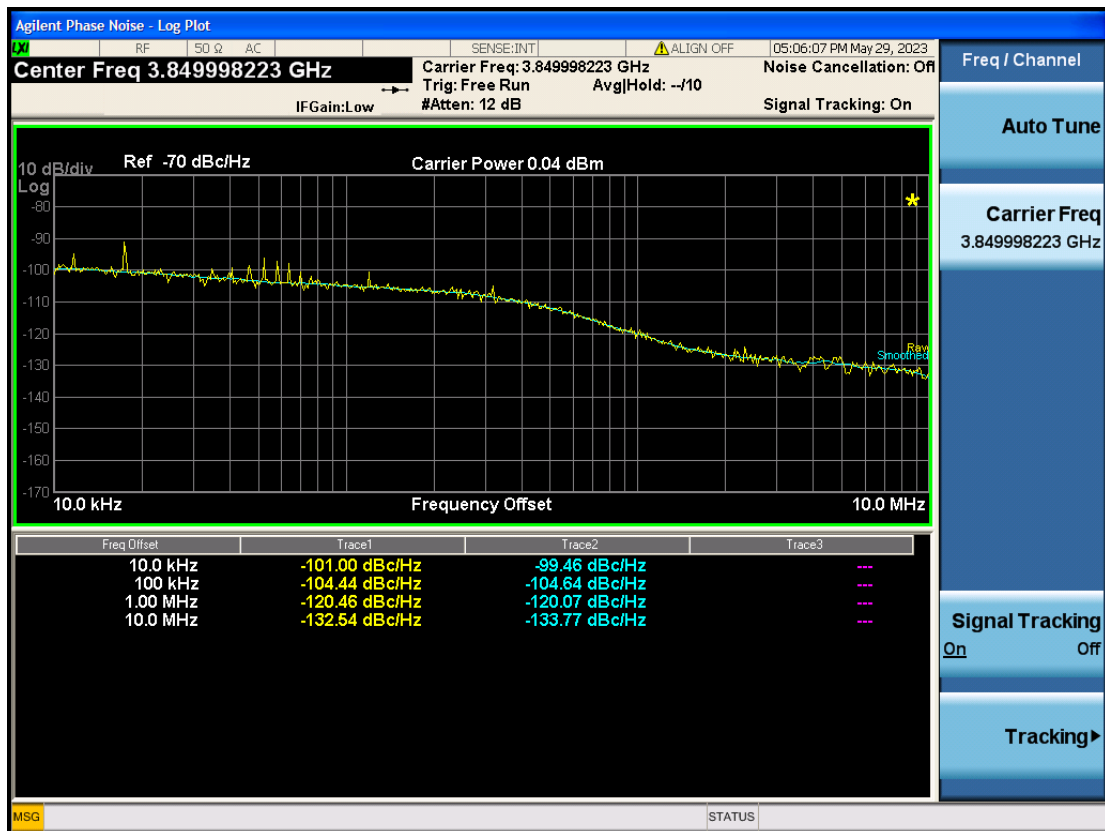 Agilent Phase Noise - Log Plot
LXI RF 50 Ω AC SENSE:INT ALIGN OFF 05:06:07 PM May 29, 2023
Center Freq 3.849998223 GHz
Carrier Freq: 3.849998223 GHz
Noise Cancellation: Off
Trig: Free Run Avg|Hold: --/10
IFGain:Low #Atten: 12 dB Signal Tracking: On
10 dB/div Ref -70 dBc/Hz Carrier Power 0.04 dBm
Log
-80
*
-90
-100
-110
-120
-130
Raw
Smoothed
-140
-150
-160
-170
10.0 kHz Frequency Offset 10.0 MHz
Freq Offset Trace1 Trace2 Trace3
10.0 kHz -101.00 dBc/Hz -99.46 dBc/Hz ---
100 kHz -104.44 dBc/Hz -104.64 dBc/Hz ---
1.00 MHz -120.46 dBc/Hz -120.07 dBc/Hz ---
10.0 MHz -132.54 dBc/Hz -133.77 dBc/Hz ---
Freq / Channel
Auto Tune
Carrier Freq
3.849998223 GHz
Signal Tracking
On Off
Tracking
MSG STATUS